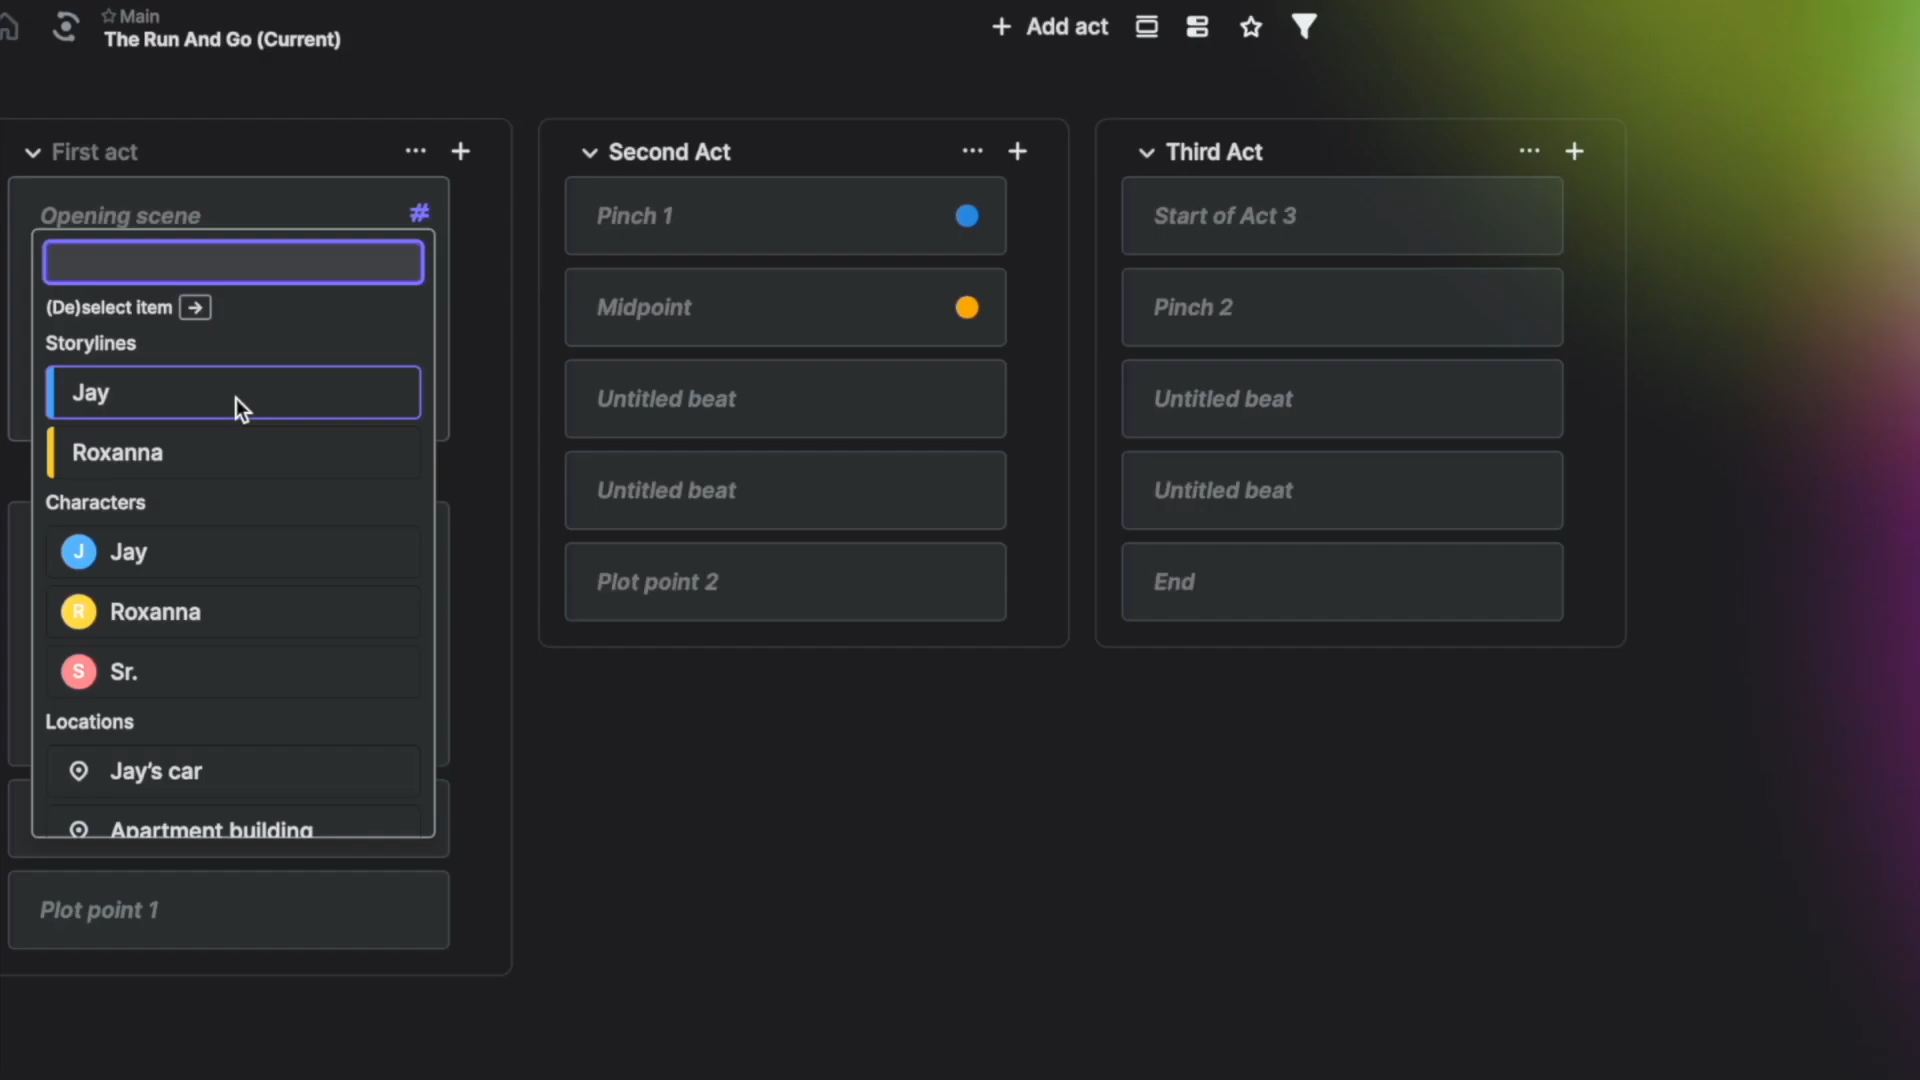 Main
The Run And Go (Current)
+ Add act
First act
Opening scene
#
(De)select item →
Storylines
Jay
Roxanna
Characters
J Jay
R Roxanna
S Sr.
Locations
Jay's car
Apartment building
Plot point 1
Second Act
Pinch 1
Midpoint
Untitled beat
Untitled beat
Plot point 2
Third Act
Start of Act 3
Pinch 2
Untitled beat
Untitled beat
End